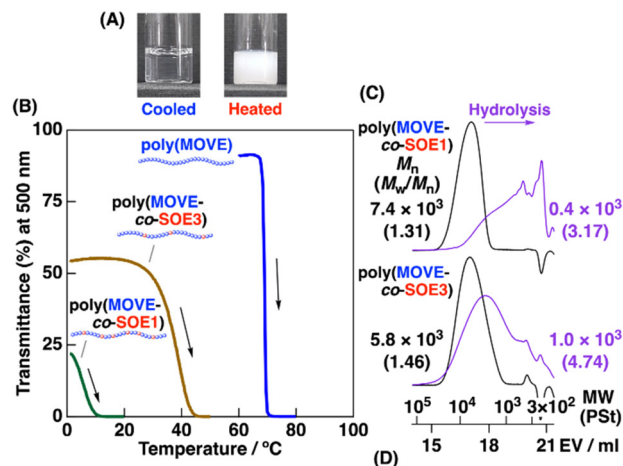 (A)
Cooled
Heated
(B)
100
75
50
25
0
Transmittance (%) at 500 nm
poly(MOVE)
poly(MOVE-
co-SOE3)
poly(MOVE-
co-SOE1)
0 20 40 60 80 100
Temperature / °C
(C)
Hydrolysis
poly(MOVE-
co-SOE1)
Mn
(Mw/Mn)
7.4 × 10³
(1.31)
0.4 × 10³
(3.17)
poly(MOVE-
co-SOE3)
5.8 × 10³
(1.46)
1.0 × 10³
(4.74)
10⁵ 10⁴ 10³ 3×10² MW
(PSt)
15 18 21 EV / ml
(D)